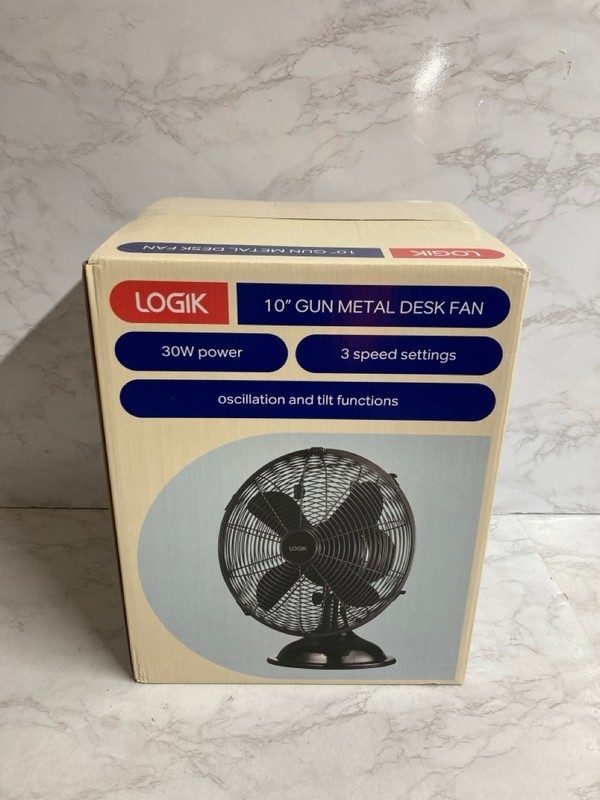 10" GUN METAL DESK FAN
LOGIK
LOGIK
10" GUN METAL DESK FAN
30W power
3 speed settings
oscillation and tilt functions
LOGIK